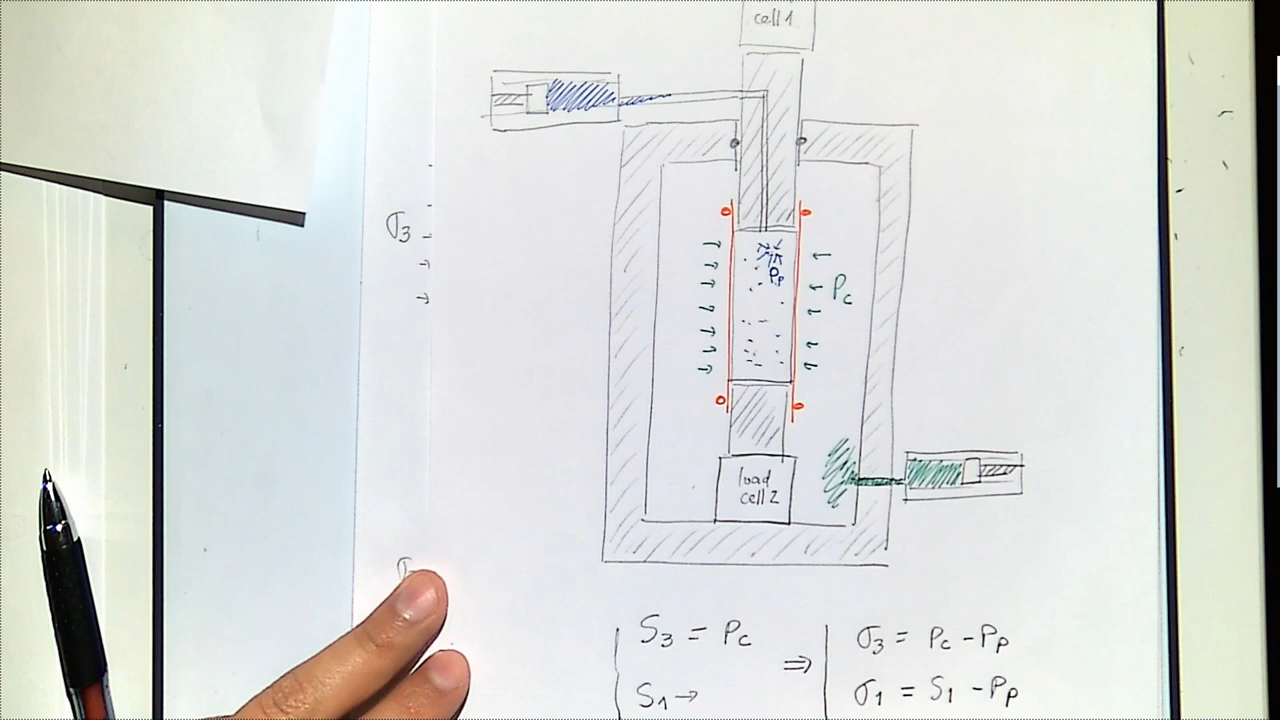 cell 1
σ3
Pp
Pc
load
cell 2
S3 = Pc
S1 →
⇒
σ3 = Pc - Pp
σ1 = S1 - Pp